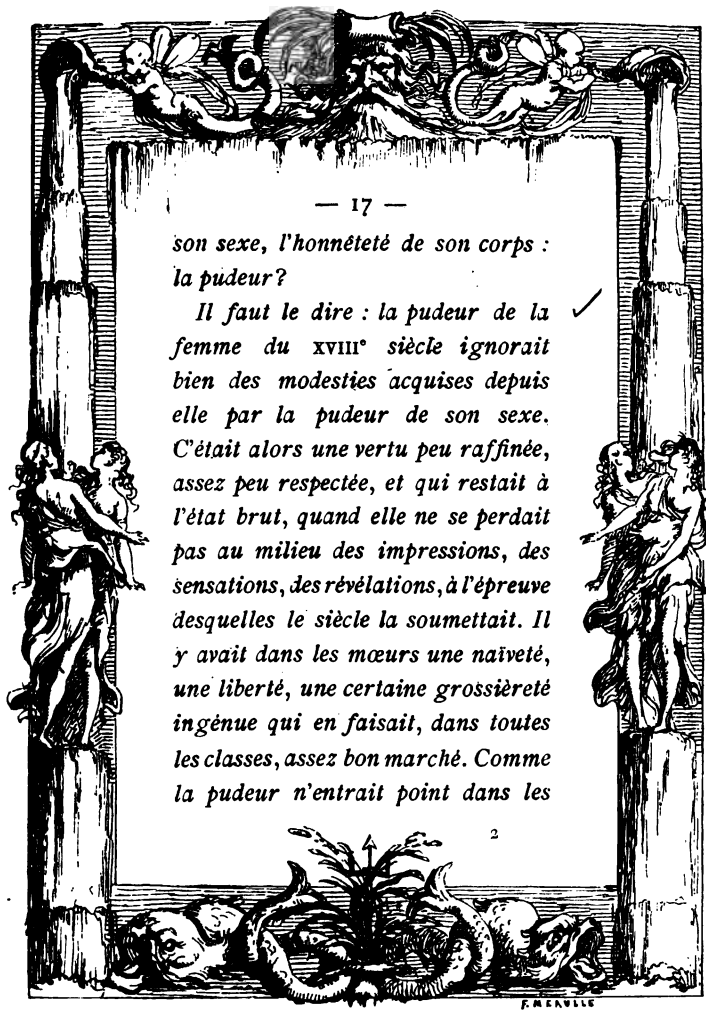 — 17 —
son sexe, l'honnêteté de son corps :
la pudeur?
Il faut le dire : la pudeur de la
femme du XVIIIe siècle ignorait
bien des modesties acquises depuis
elle par la pudeur de son sexe.
C'était alors une vertu peu raffinée,
assez peu respectée, et qui restait à
l'état brut, quand elle ne se perdait
pas au milieu des impressions, des
sensations, des révélations, à l'épreuve
desquelles le siècle la soumettait. Il
y avait dans les mœurs une naïveté,
une liberté, une certaine grossièreté
ingénue qui en faisait, dans toutes
les classes, assez bon marché. Comme
la pudeur n'entrait point dans les
2